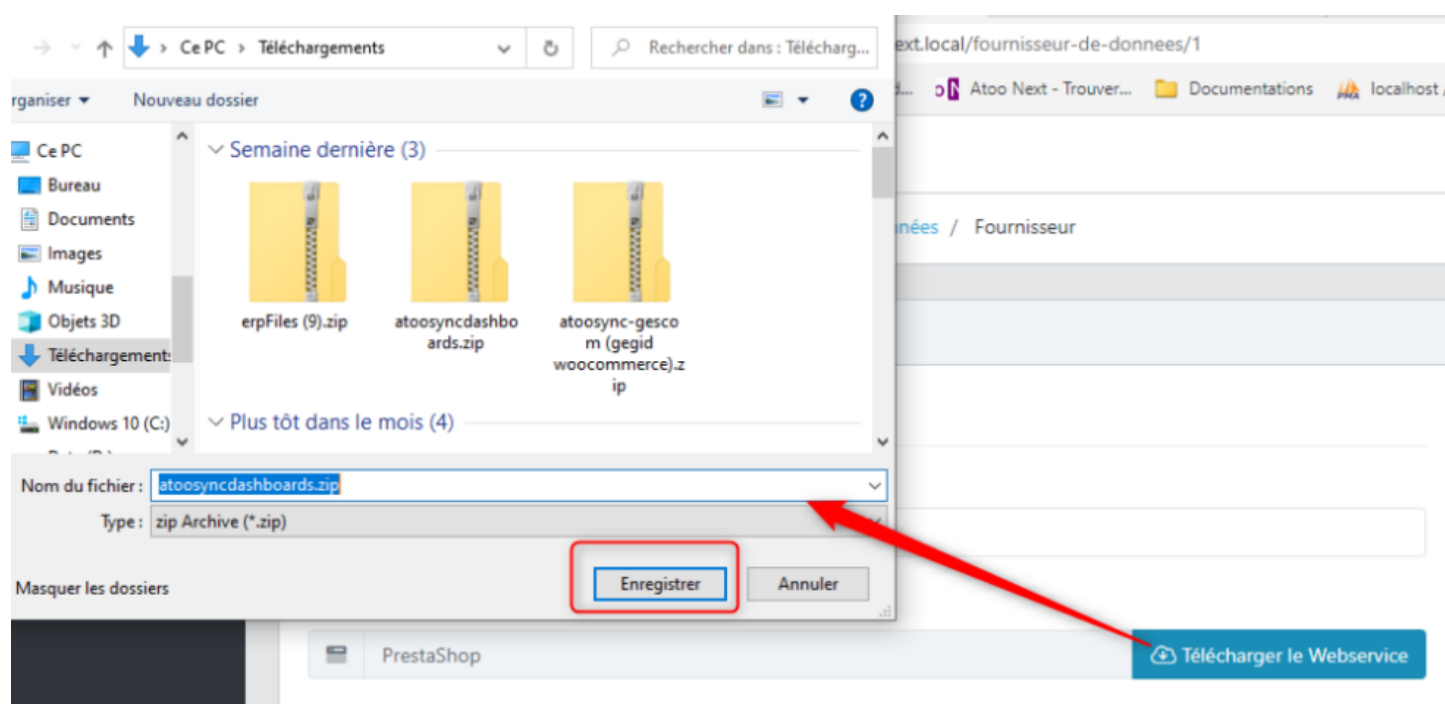 Ce PC > Téléchargements
Rechercher dans : Télécharg...
ext.local/fournisseur-de-donnees/1
rganiser
Nouveau dossier
Atoo Next - Trouver...
Documentations
localhost /
Ce PC
Bureau
Documents
Images
Musique
Objets 3D
Téléchargement
Vidéos
Windows 10 (C:)
Semaine dernière (3)
erpFiles (9).zip
atoosyncdashbo
ards.zip
atoosync-gesco
m (gegid
woocommerce).z
ip
Plus tôt dans le mois (4)
nées / Fournisseur
Nom du fichier : atoosyncdashboards.zip
Type : zip Archive (*.zip)
Masquer les dossiers
Enregistrer
Annuler
PrestaShop
Télécharger le Webservice